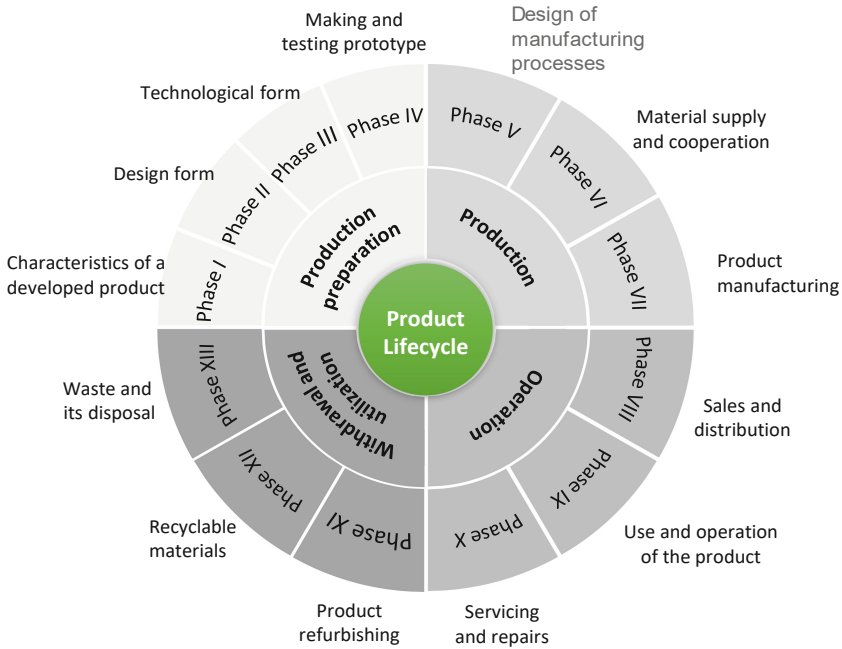 Making and
testing prototype
Design of
manufacturing
processes
Technological form
Material supply
and cooperation
Design form
Characteristics of a
developed product
Product
manufacturing
Waste and
its disposal
Sales and
distribution
Recyclable
materials
Use and operation
of the product
Product
refurbishing
Servicing
and repairs
Phase I
Phase II
Phase III
Phase IV
Phase V
Phase VI
Phase VII
Phase VIII
Phase IX
Phase X
Phase XI
Phase XII
Phase XIII
Production
preparation
Production
Operation
Withdrawal and
utilization
Product
Lifecycle